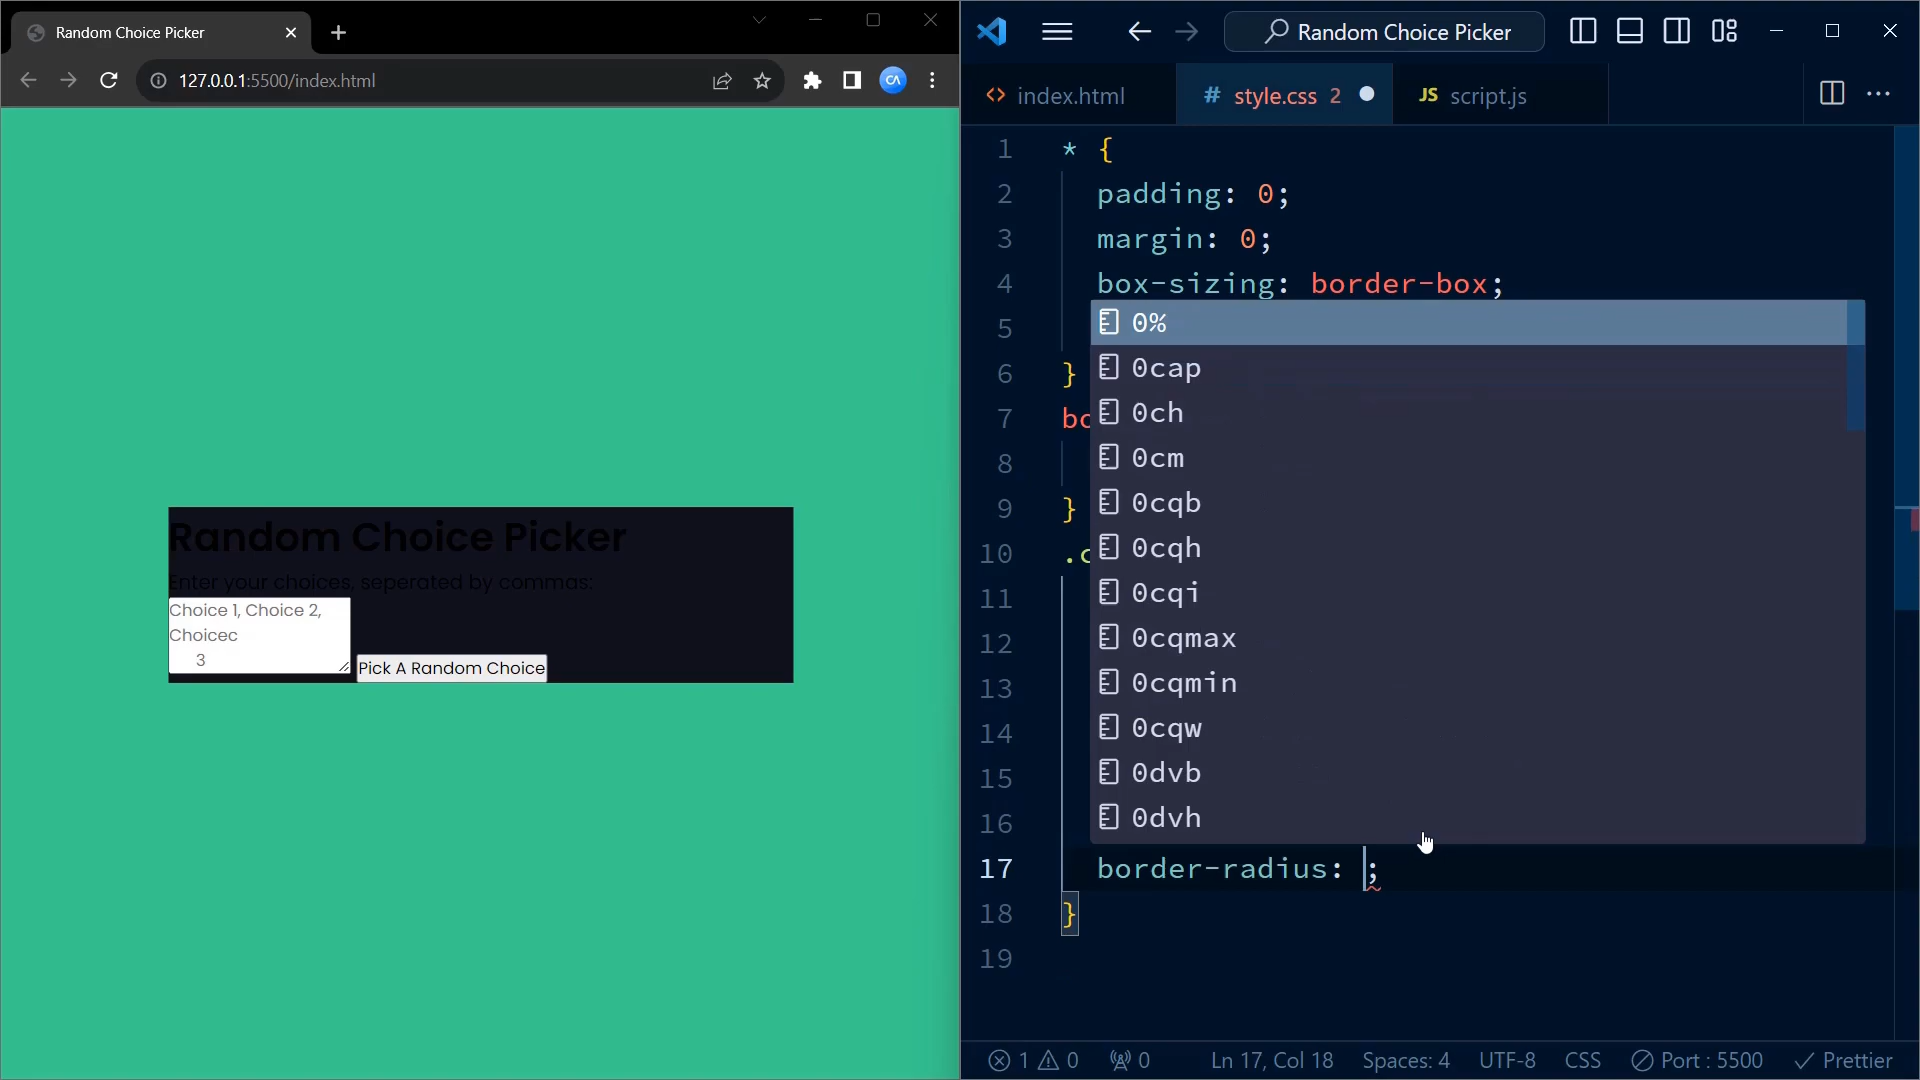 Random Choice Picker
127.0.0.1:5500/index.html
Random Choice Picker
Enter your choices, seperated by commas:
Choice 1, Choice 2,
Choicec
3
Pick A Random Choice
Random Choice Picker
index.html
# style.css 2
JS script.js
1 * {
2 padding: 0;
3 margin: 0;
4 box-sizing: border-box;
5
6 }
7 bo
8
9 }
10 .c
11
12
13
14
15
16
0%
0cap
0ch
0cm
0cqb
0cqh
0cqi
0cqmax
0cqmin
0cqw
0dvb
0dvh
17 border-radius: ;
18 }
19
1 0 0 Ln 17, Col 18 Spaces: 4 UTF-8 CSS Port : 5500 Prettier